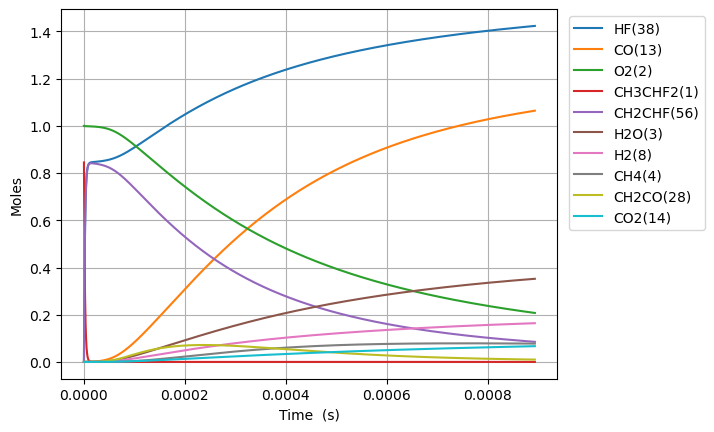 1.4
1.2
1.0
0.8
0.6
0.4
0.2
0.0
Moles
0.0000
0.0002
0.0004
0.0006
0.0008
Time  (s)
HF(38)
CO(13)
O2(2)
CH3CHF2(1)
CH2CHF(56)
H2O(3)
H2(8)
CH4(4)
CH2CO(28)
CO2(14)